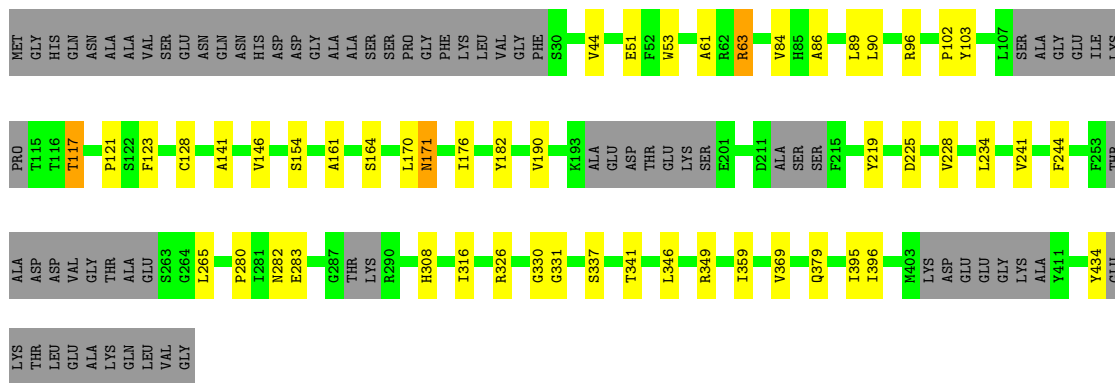 MET GLY HIS GLN ASN ALA ALA VAL SER GLU ASN GLN ASN HIS ASP ASP GLY ALA ALA SER SER PRO GLY PHE LYS LEU VAL GLY PHE S30 V44 E51 F52 W53 A61 R62 R63 V84 H85 A86 L89 L90 R96 P102 Y103 L107 SER ALA GLY GLU ILE LYS
PRO T115 T116 T117 P121 S122 F123 C128 A141 V146 S154 A161 S164 L170 N171 I176 Y182 V190 K193 ALA GLU ASP THR GLU LYS SER E201 D211 ALA SER SER F215 Y219 D225 V228 L234 V241 F244 F253 THR
ALA ASP ASP VAL GLY THR ALA GLU S263 G264 L265 P280 I281 N282 E283 G287 THR LYS R290 H308 I316 R326 G330 G331 S337 T341 L346 R349 I359 V369 Q379 I395 I396 M403 LYS ASP GLU GLU GLY LYS ALA Y411 Y434 GLU
LYS THR LEU GLU ALA LYS GLN LEU VAL GLY